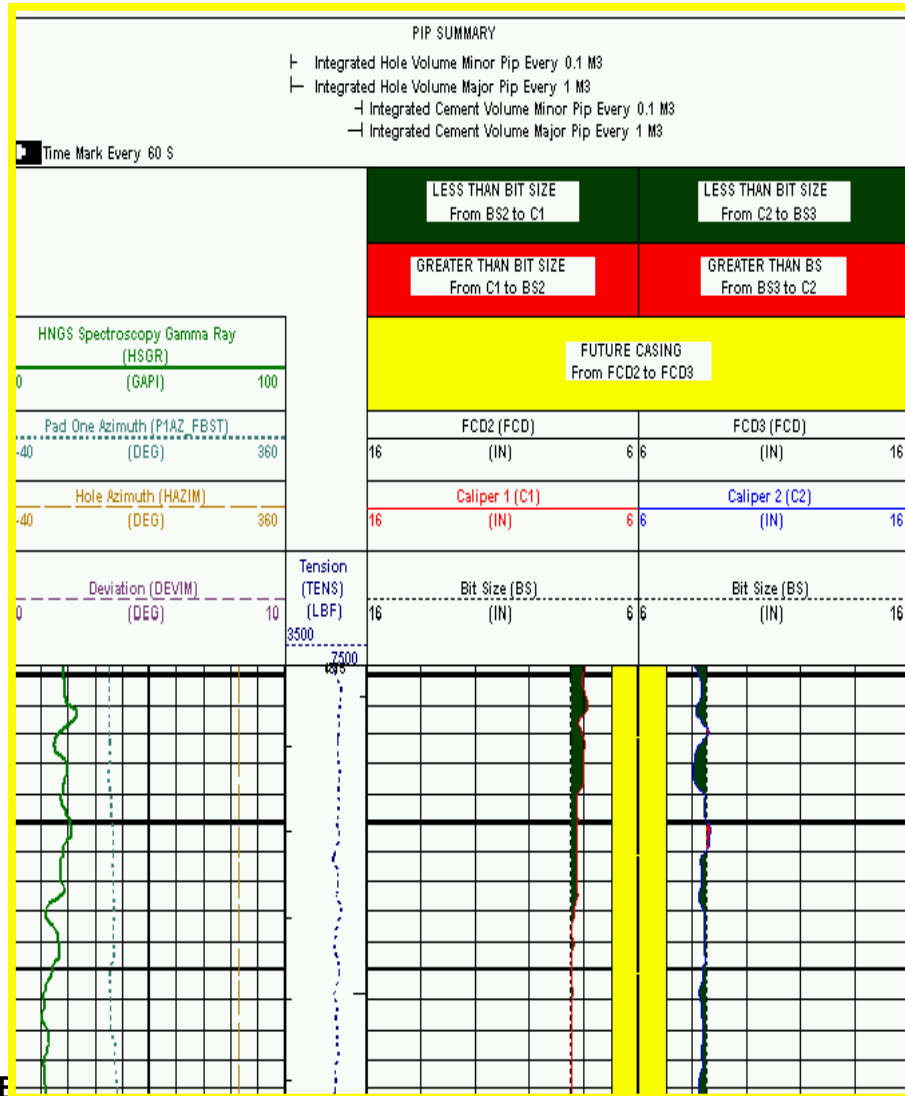 PIP SUMMARY
Integrated Hole Volume Minor Pip Every 0.1 M3
Integrated Hole Volume Major Pip Every 1 M3
Integrated Cement Volume Minor Pip Every 0.1 M3
Integrated Cement Volume Major Pip Every 1 M3
Time Mark Every 60 S
LESS THAN BIT SIZE
From BS2 to C1
LESS THAN BIT SIZE
From C2 to BS3
GREATER THAN BIT SIZE
From C1 to BS2
GREATER THAN BS
From BS3 to C2
HNGS Spectroscopy Gamma Ray
(HSGR)
0 (GAPI) 100
FUTURE CASING
From FCD2 to FCD3
Pad One Azimuth (P1AZ_FBST)
-40 (DEG) 360
FCD2 (FCD)
16 (IN) 6
FCD3 (FCD)
6 (IN) 16
Hole Azimuth (HAZIM)
-40 (DEG) 360
Caliper 1 (C1)
16 (IN) 6
Caliper 2 (C2)
6 (IN) 16
Deviation (DEVIM)
0 (DEG) 10
Tension
(TENS)
(LBF)
3500 7500
Bit Size (BS)
16 (IN) 6
Bit Size (BS)
6 (IN) 16